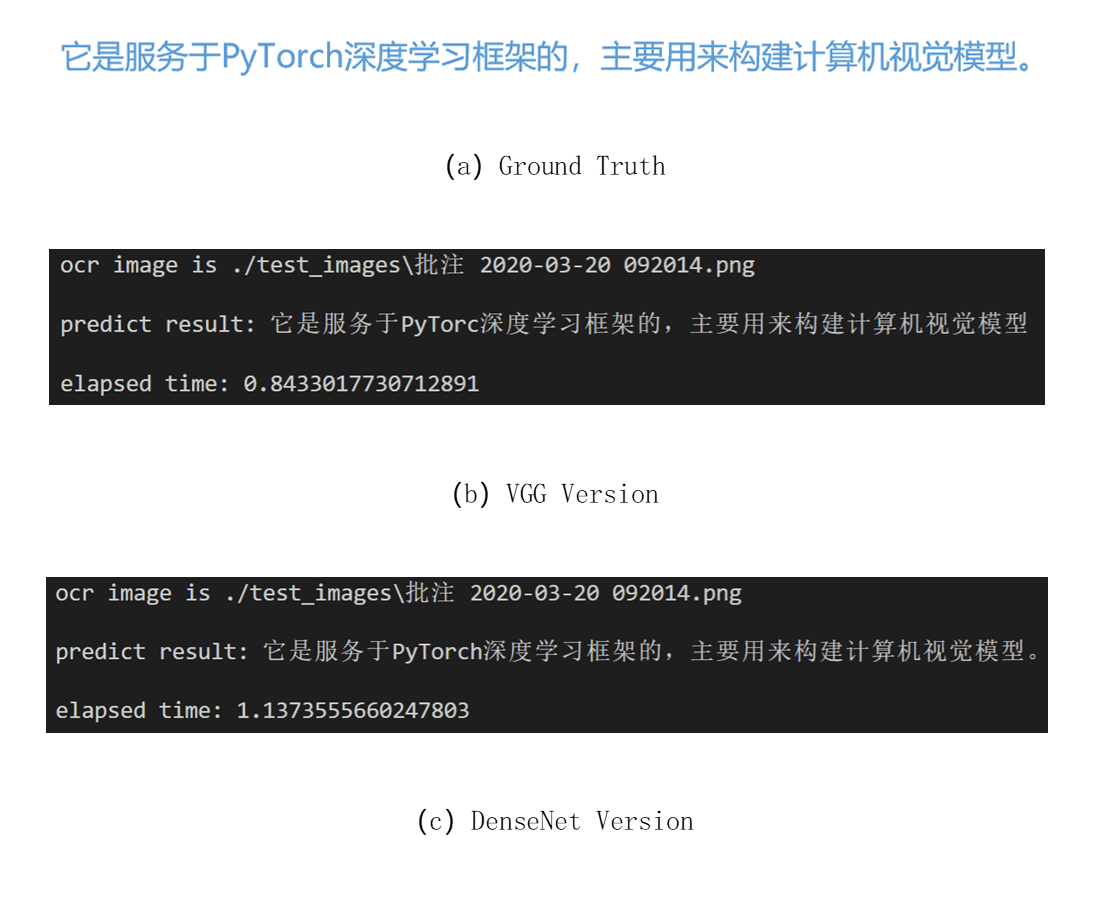 它是服务于PyTorch深度学习框架的，主要用来构建计算机视觉模型。
(a) Ground Truth
ocr image is ./test_images\批注 2020-03-20 092014.png
predict result: 它是服务于PyTorc深度学习框架的，主要用来构建计算机视觉模型
elapsed time: 0.8433017730712891
(b) VGG Version
ocr image is ./test_images\批注 2020-03-20 092014.png
predict result: 它是服务于PyTorch深度学习框架的，主要用来构建计算机视觉模型。
elapsed time: 1.1373555660247803
(c) DenseNet Version